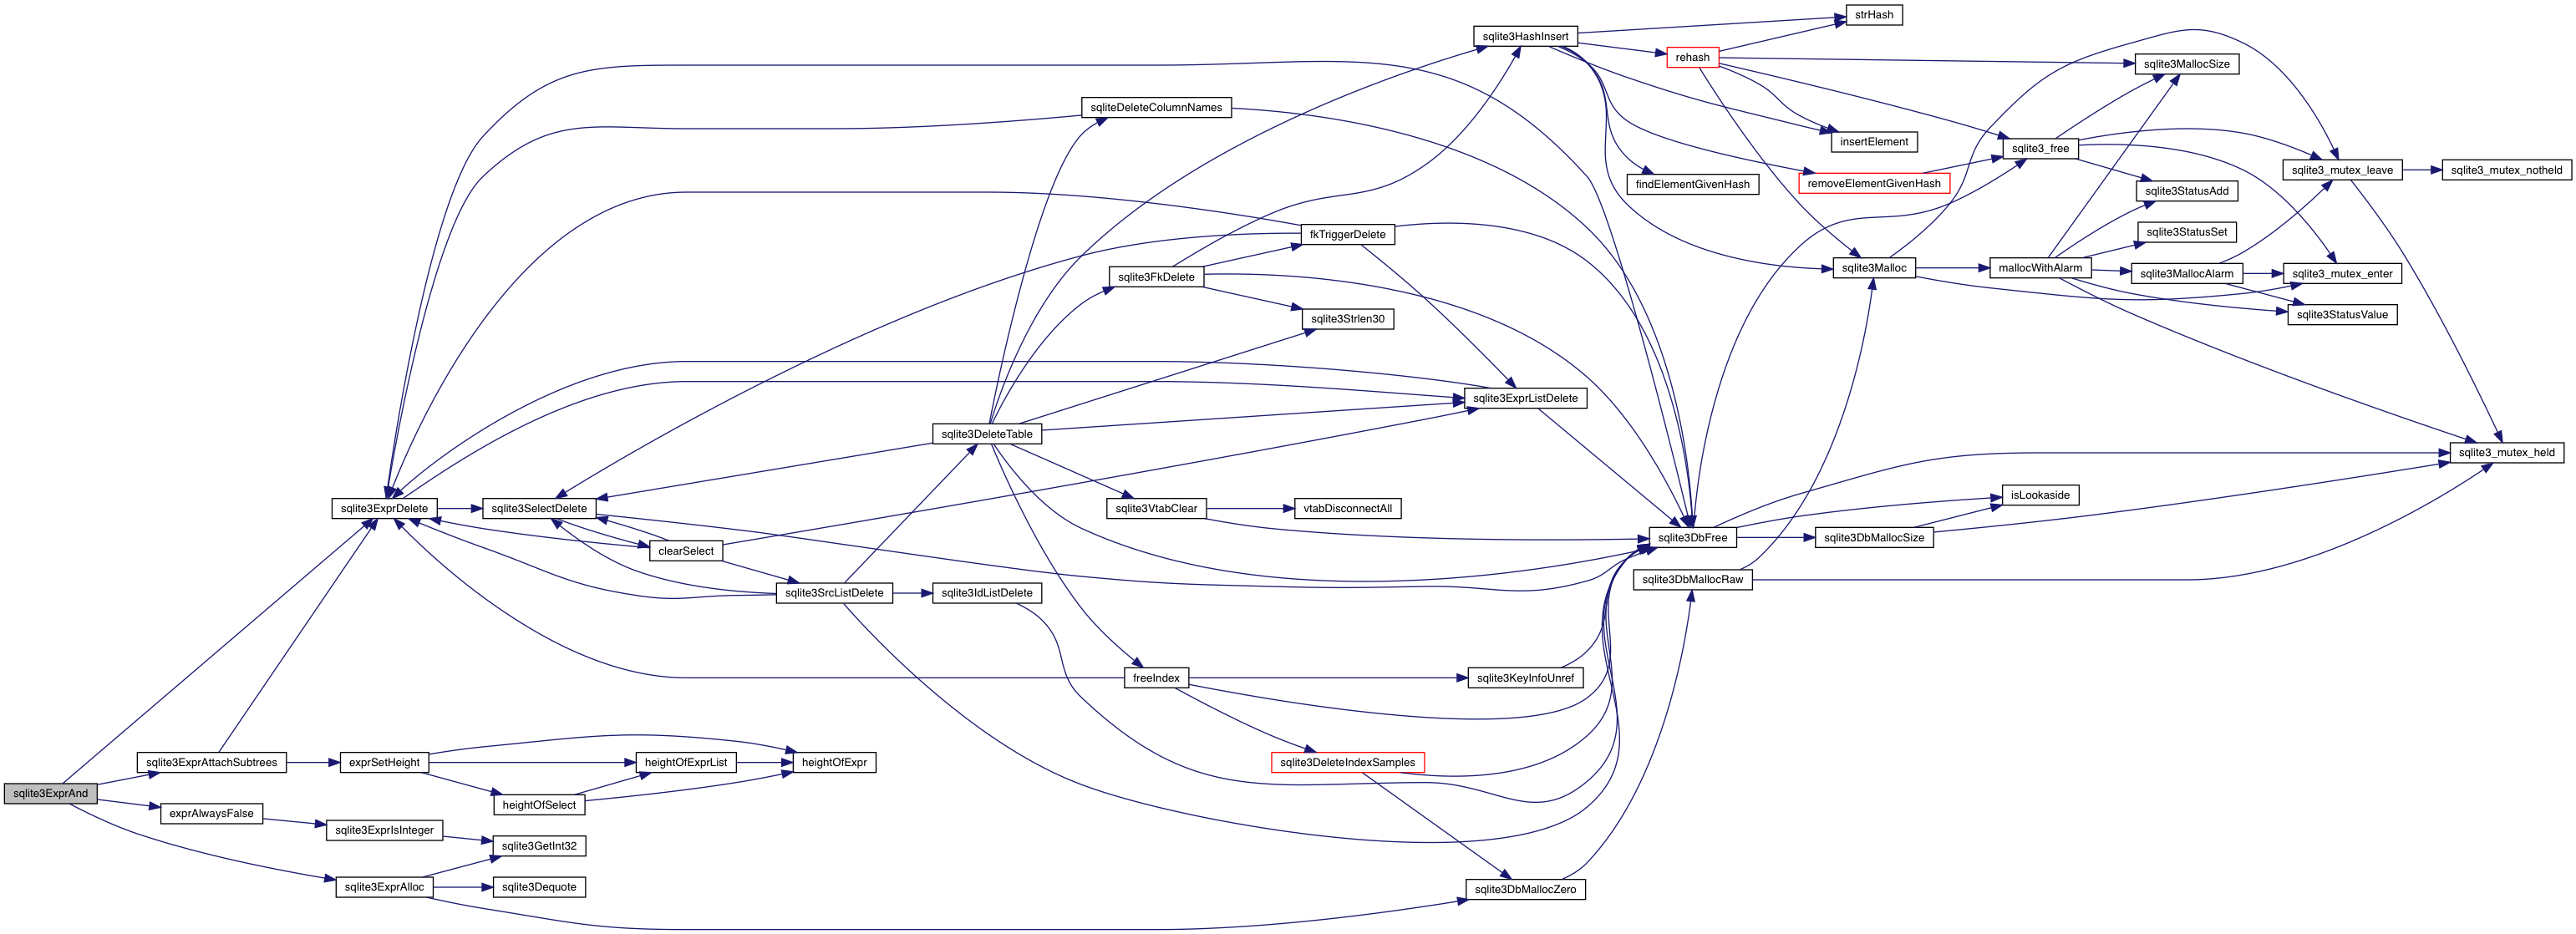 strHash
sqlite3HashInsert
rehash
sqlite3MallocSize
sqliteDeleteColumnNames
insertElement
sqlite3_free
sqlite3_mutex_leave
sqlite3_mutex_notheld
findElementGivenHash
removeElementGivenHash
sqlite3StatusAdd
fkTriggerDelete
sqlite3StatusSet
sqlite3FkDelete
sqlite3Malloc
mallocWithAlarm
sqlite3MallocAlarm
sqlite3_mutex_enter
sqlite3Strlen30
sqlite3StatusValue
sqlite3ExprListDelete
sqlite3DeleteTable
sqlite3_mutex_held
isLookaside
sqlite3ExprDelete
sqlite3SelectDelete
sqlite3VtabClear
vtabDisconnectAll
sqlite3DbFree
sqlite3DbMallocSize
clearSelect
sqlite3DbMallocRaw
sqlite3SrcListDelete
sqlite3IdListDelete
freeIndex
sqlite3KeyInfoUnref
sqlite3ExprAttachSubtrees
exprSetHeight
heightOfExprList
heightOfExpr
sqlite3DeleteIndexSamples
sqlite3ExprAnd
heightOfSelect
exprAlwaysFalse
sqlite3ExprIsInteger
sqlite3GetInt32
sqlite3ExprAlloc
sqlite3Dequote
sqlite3DbMallocZero